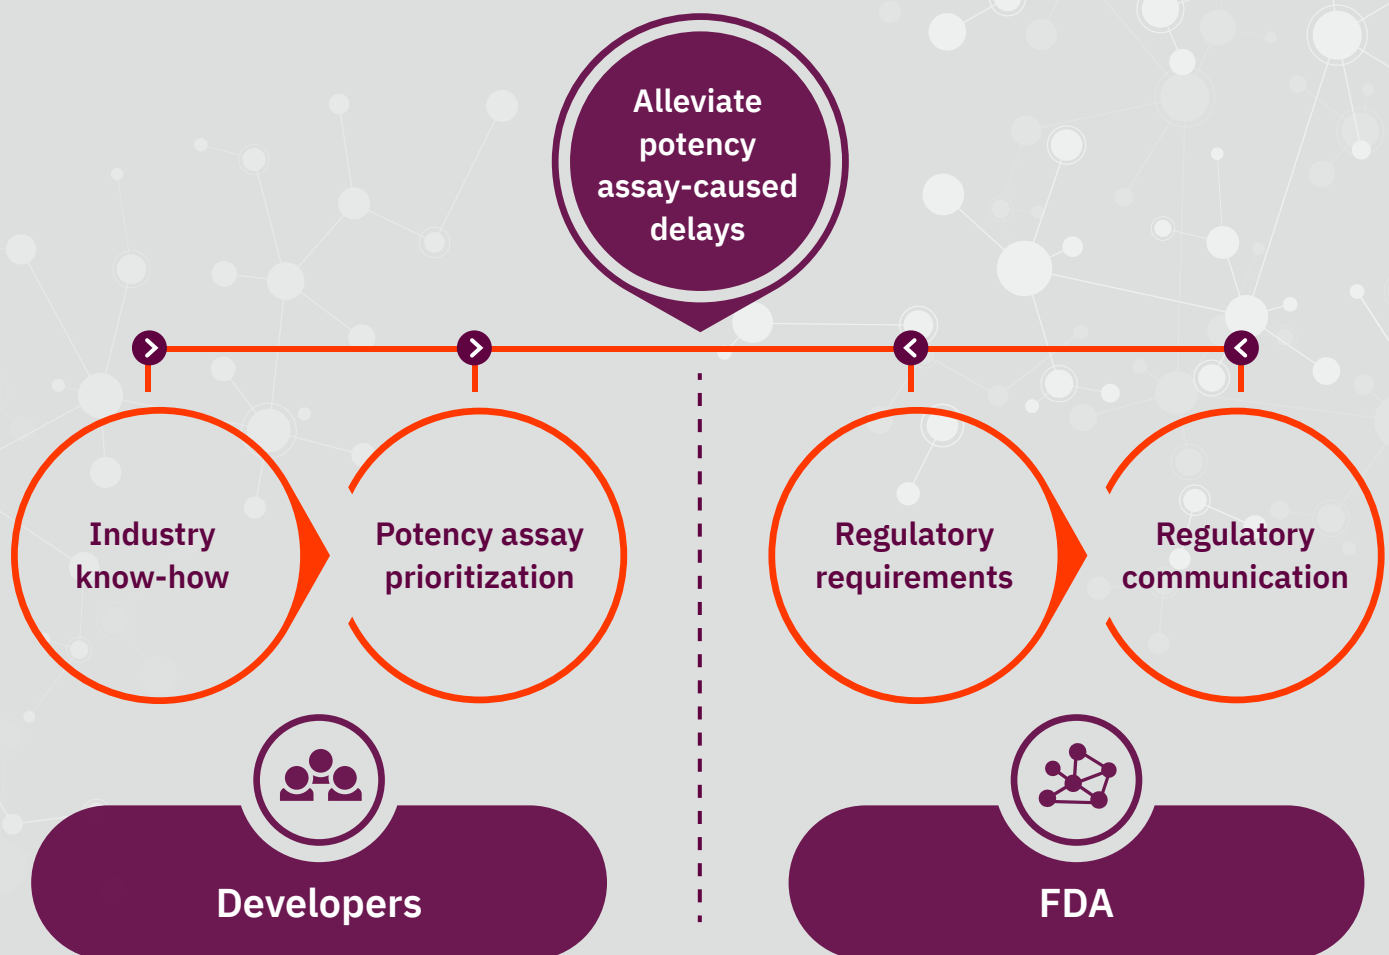 Alleviate
potency
assay-caused
delays
Industry
know-how
Potency assay
prioritization
Regulatory
requirements
Regulatory
communication
Developers
FDA